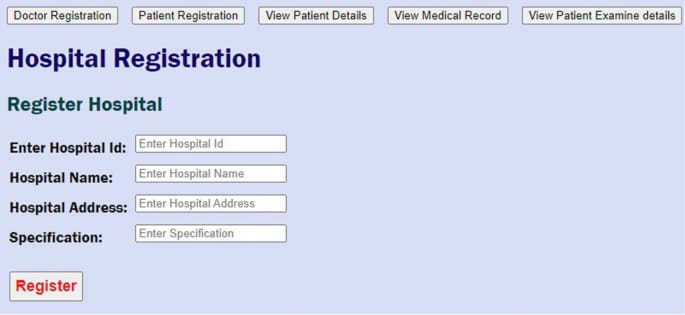 Doctor Registration Patient Registration View Patient Details View Medical Record View Patient Examine details
Hospital Registration
Register Hospital
Enter Hospital Id: Enter Hospital Id
Hospital Name: Enter Hospital Name
Hospital Address: Enter Hospital Address
Specification: Enter Specification
Register